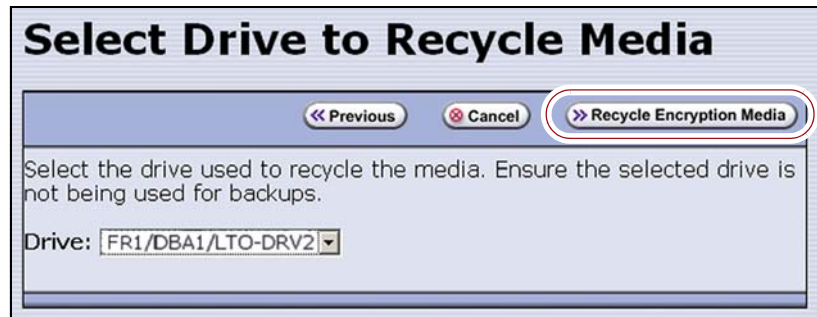 Select Drive to Recycle Media
Previous Cancel Recycle Encryption Media
Select the drive used to recycle the media. Ensure the selected drive is
not being used for backups.
Drive: FR1/DBA1/LTO-DRV2